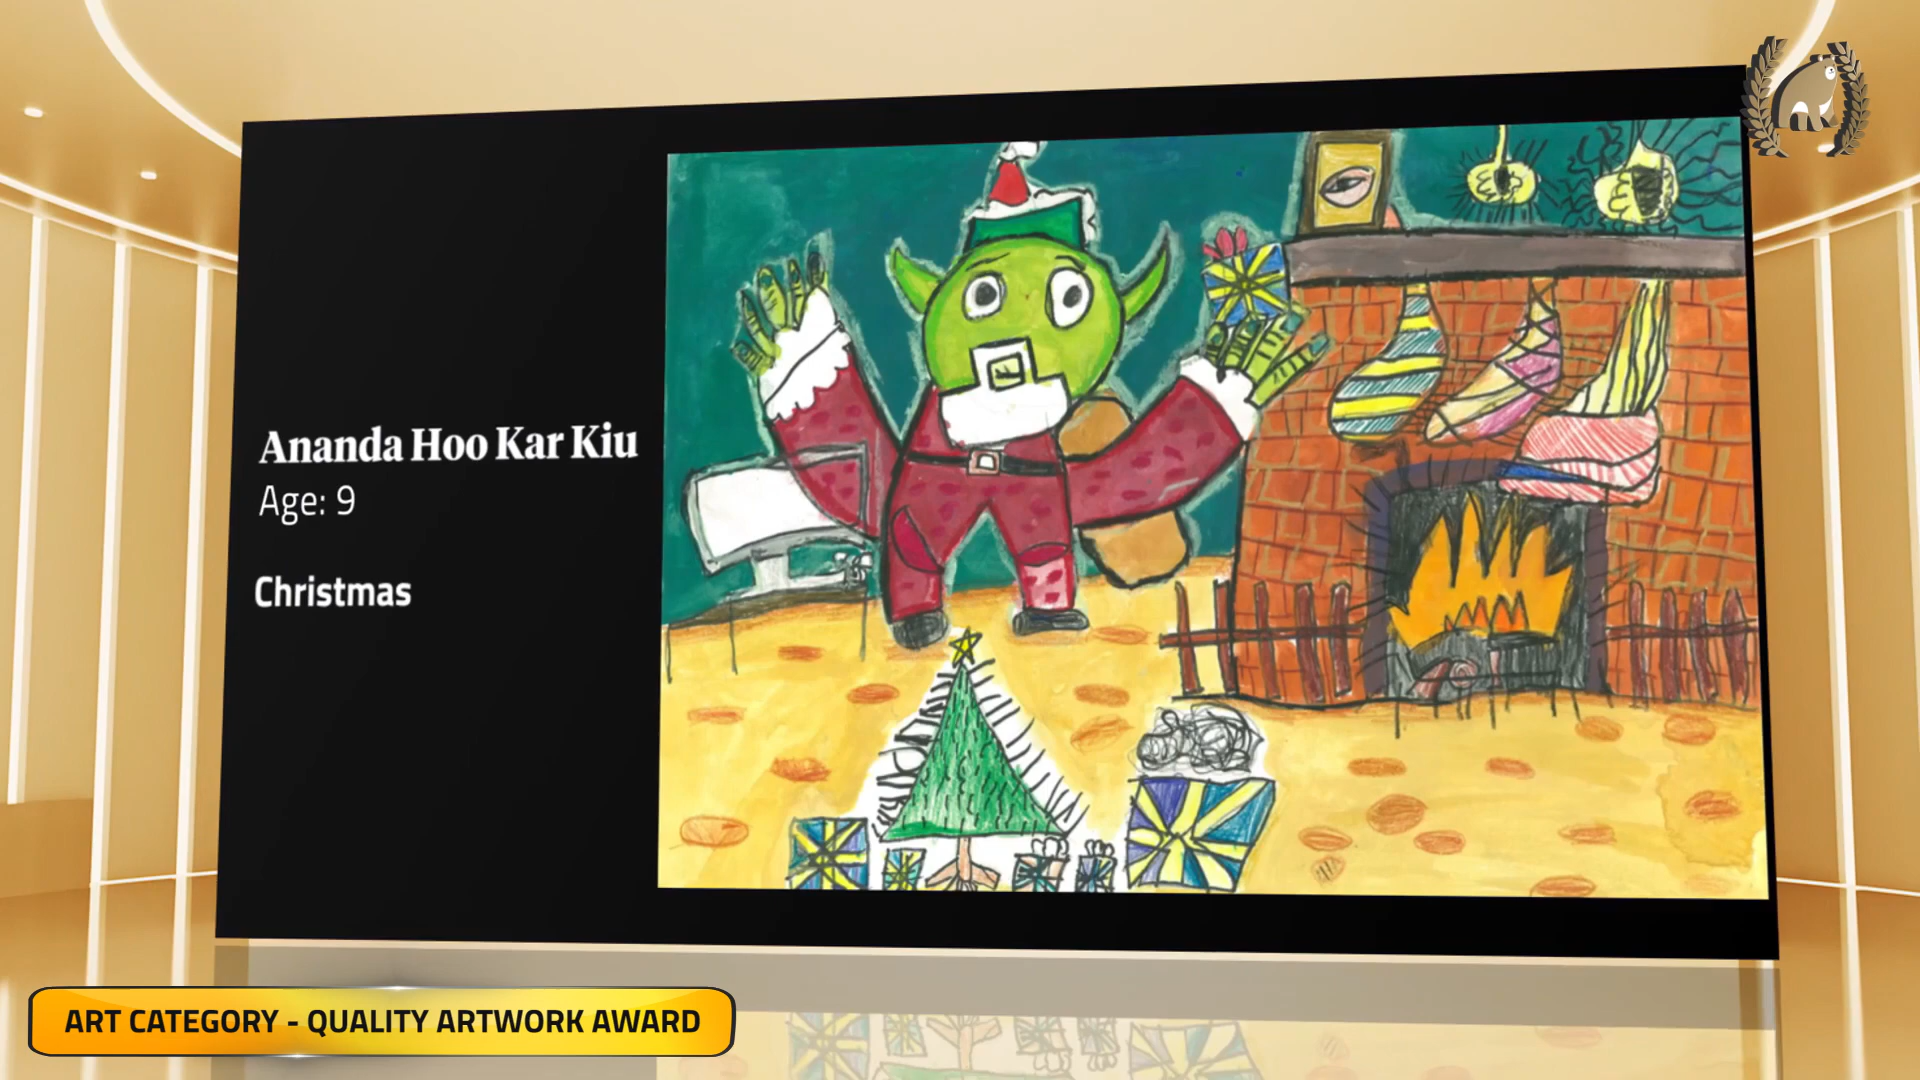 Ananda Hoo Kar Kiu
Age: 9
Christmas
ART CATEGORY - QUALITY ARTWORK AWARD